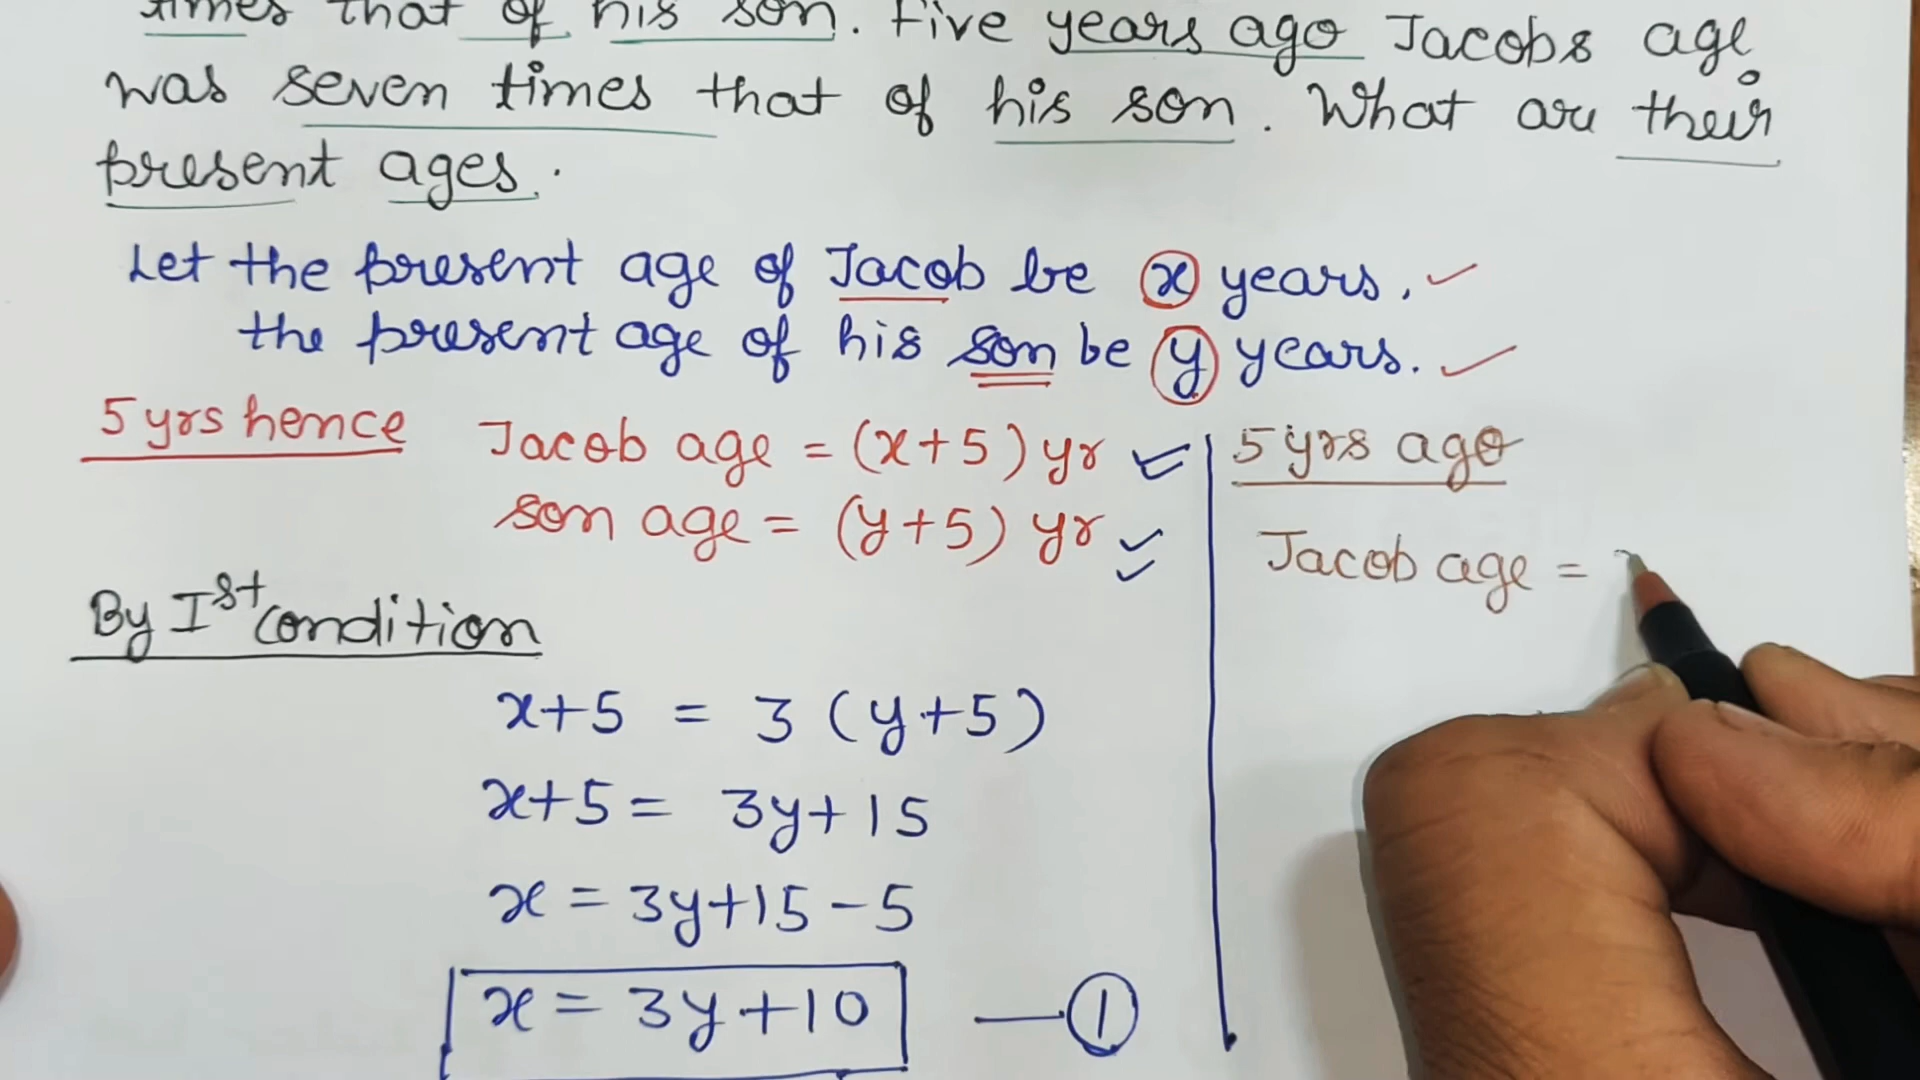 times that of his son. Five years ago Jacobs age
was seven times that of his son. What are their
present ages.
Let the present age of Jacob be x years.
the present age of his son be y years.
5 yrs hence Jacob age = (x+5) yr
son age = (y+5) yr
By Ist condition
x+5 = 3 (y+5)
x+5 = 3y+15
x = 3y+15-5
x = 3y+10 — 1
5 yrs ago
Jacob age =